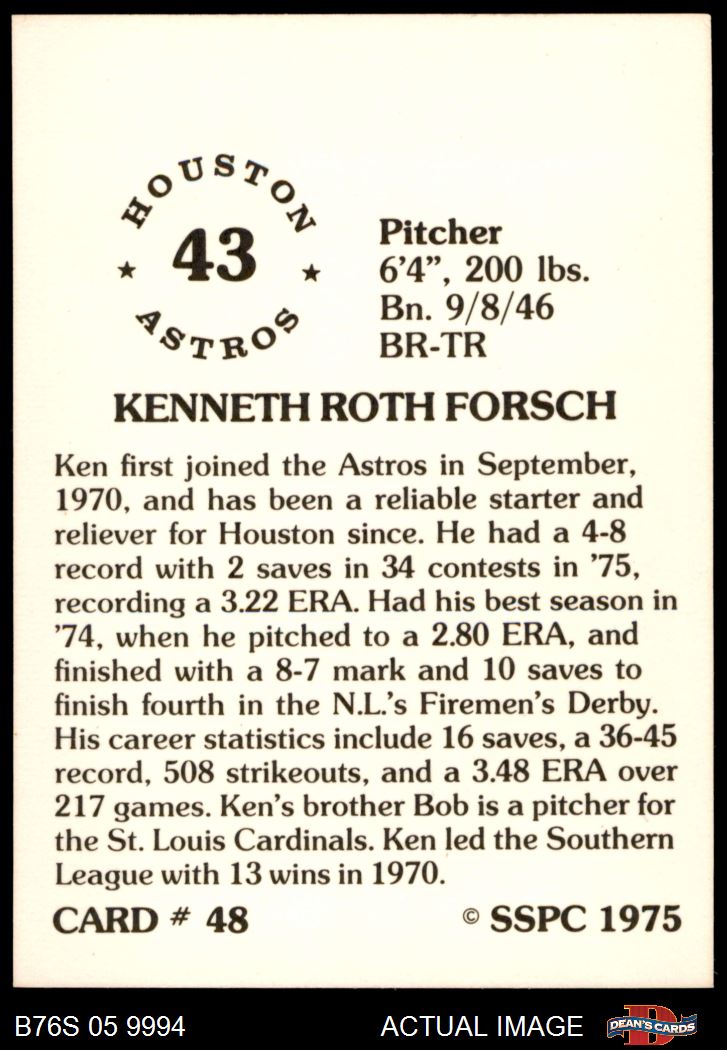 HOUSTON
★ 43 ★
ASTROS
Pitcher
6'4", 200 lbs.
Bn. 9/8/46
BR-TR
KENNETH ROTH FORSCH
Ken first joined the Astros in September,
1970, and has been a reliable starter and
reliever for Houston since. He had a 4-8
record with 2 saves in 34 contests in '75,
recording a 3.22 ERA. Had his best season in
'74, when he pitched to a 2.80 ERA, and
finished with a 8-7 mark and 10 saves to
finish fourth in the N.L.'s Firemen's Derby.
His career statistics include 16 saves, a 36-45
record, 508 strikeouts, and a 3.48 ERA over
217 games. Ken's brother Bob is a pitcher for
the St. Louis Cardinals. Ken led the Southern
League with 13 wins in 1970.
CARD # 48 © SSPC 1975
B76S 05 9994 ACTUAL IMAGE D DEAN'S CARDS